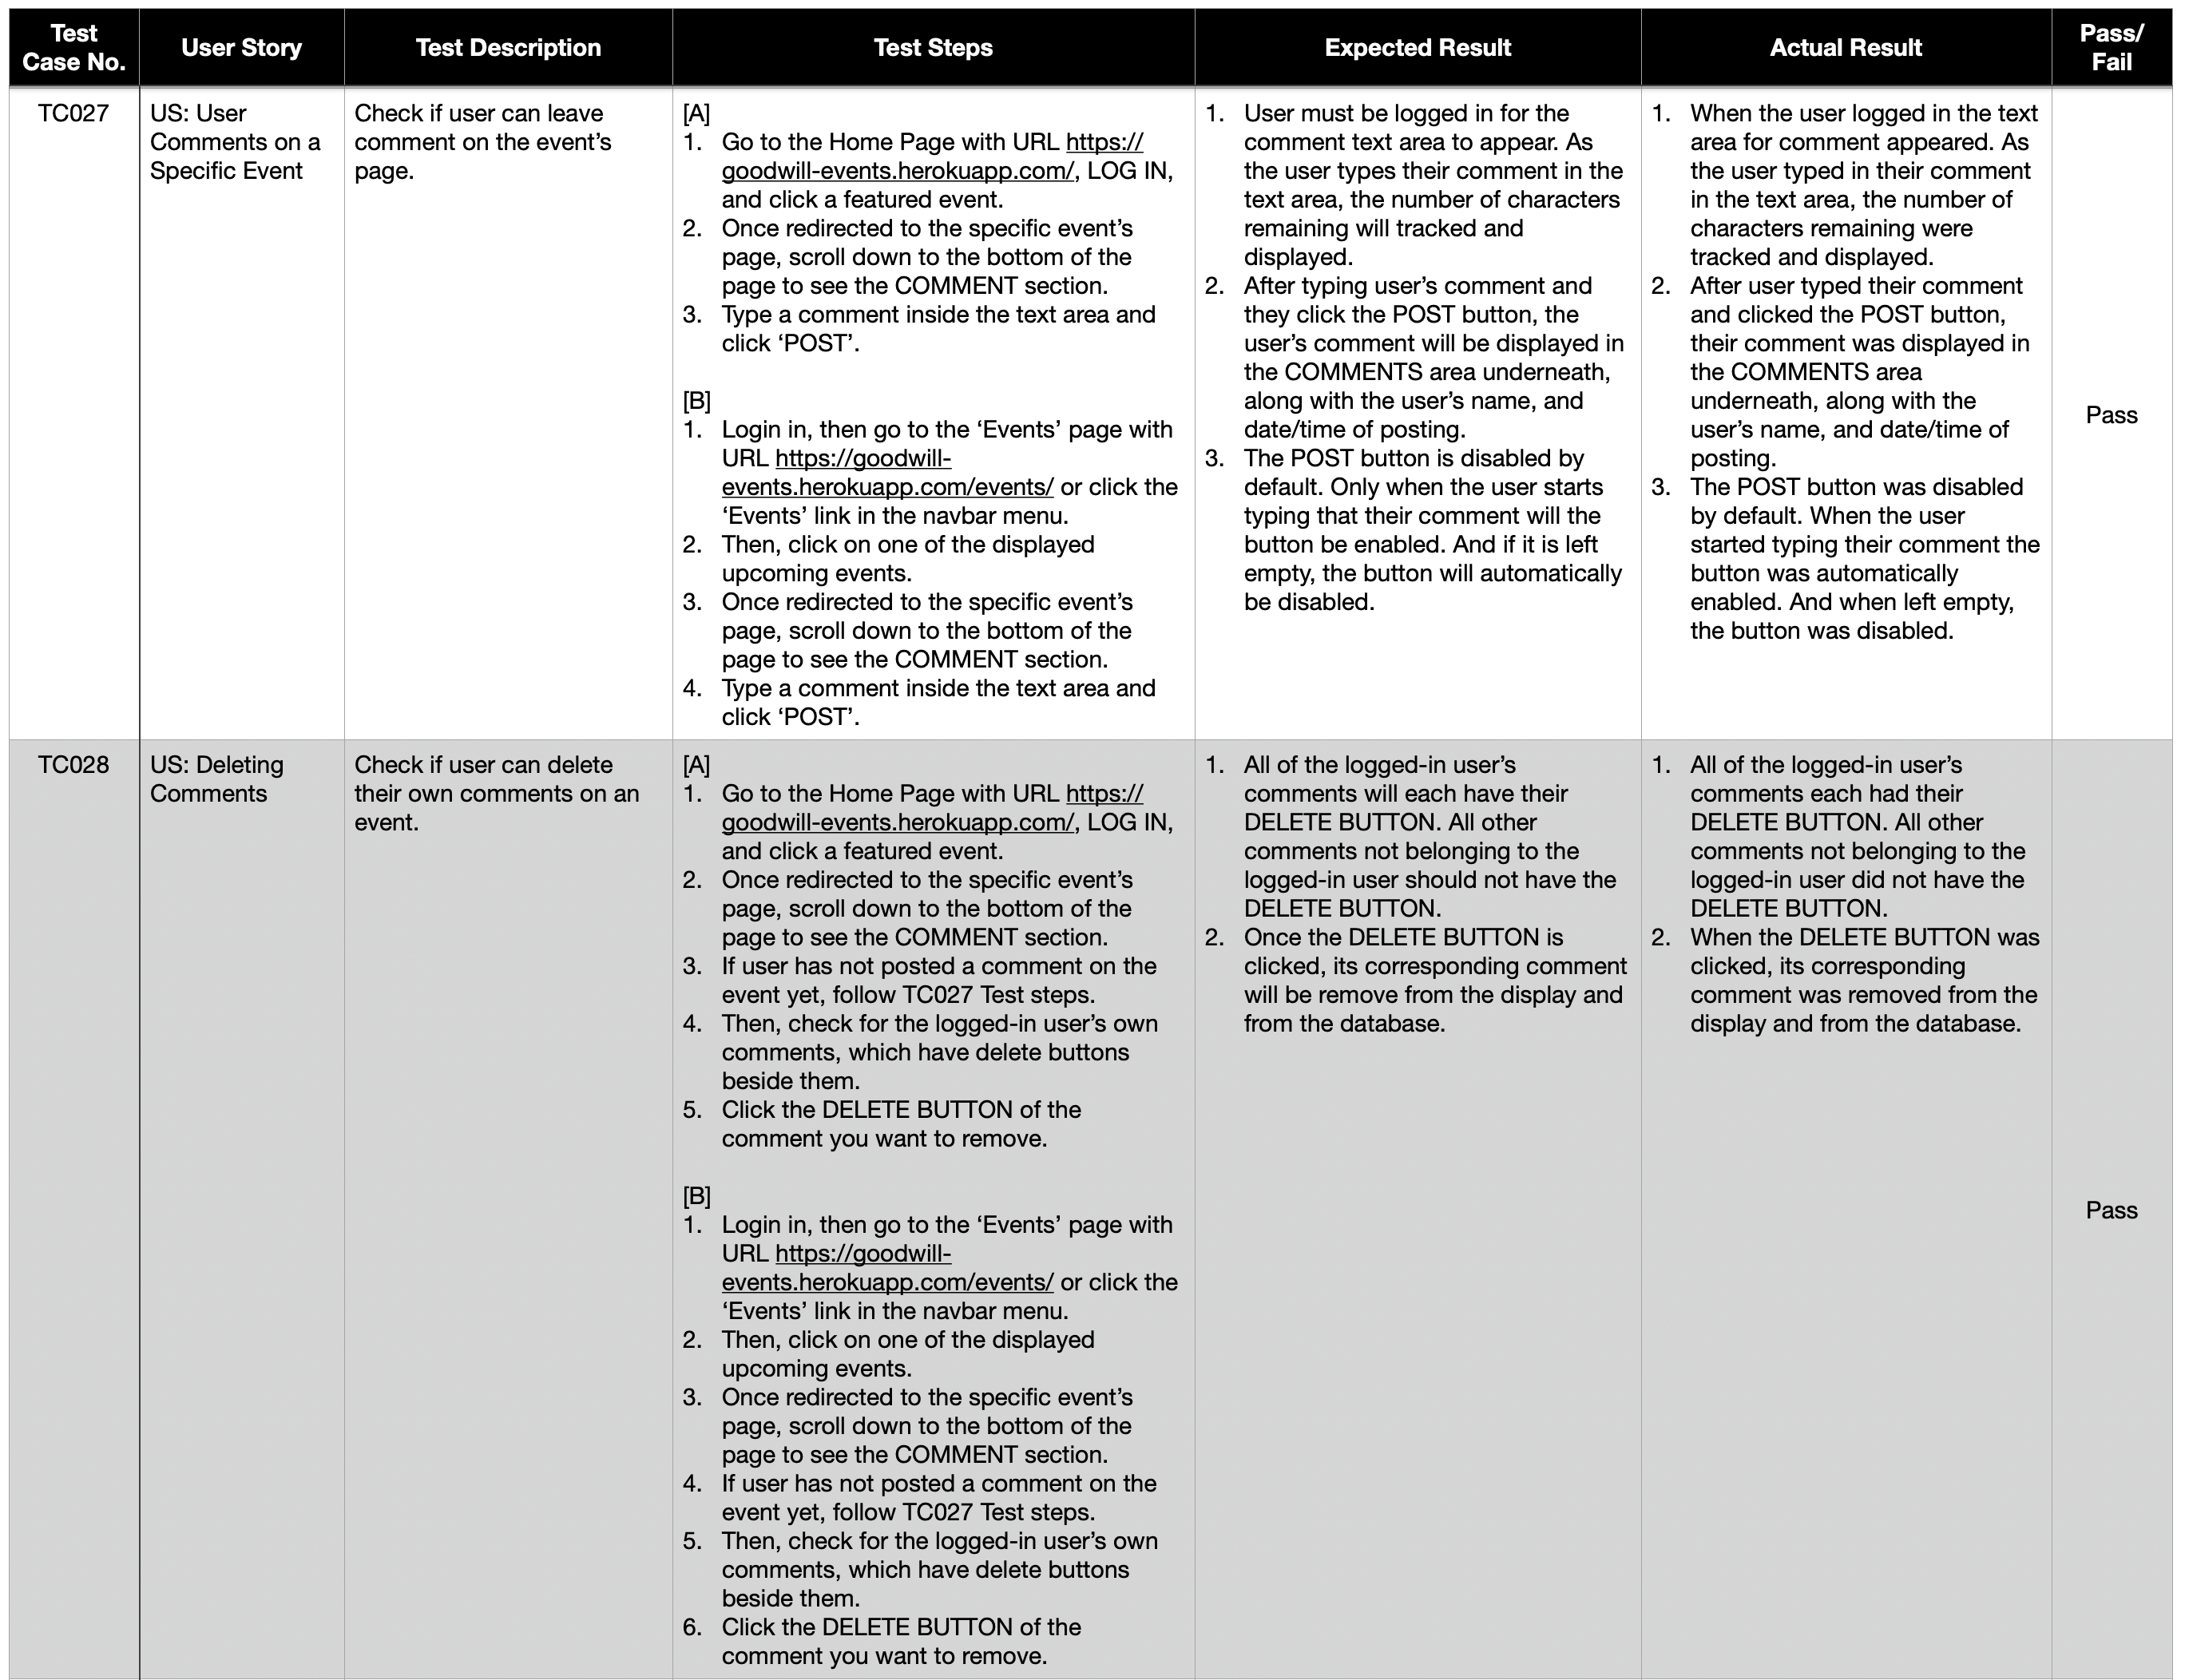 Test
Case No.
User Story
Test Description
Test Steps
Expected Result
Actual Result
Pass/
Fail
TC027
US: User
Comments on a
Specific Event
Check if user can leave
comment on the event’s
page.
[A]
1. Go to the Home Page with URL https://
goodwill-events.herokuapp.com/, LOG IN,
and click a featured event.
2. Once redirected to the specific event’s
page, scroll down to the bottom of the
page to see the COMMENT section.
3. Type a comment inside the text area and
click ‘POST’.
[B]
1. Login in, then go to the ‘Events’ page with
URL https://goodwill-
events.herokuapp.com/events/ or click the
‘Events’ link in the navbar menu.
2. Then, click on one of the displayed
upcoming events.
3. Once redirected to the specific event’s
page, scroll down to the bottom of the
page to see the COMMENT section.
4. Type a comment inside the text area and
click ‘POST’.
1. User must be logged in for the
comment text area to appear. As
the user types their comment in the
text area, the number of characters
remaining will tracked and
displayed.
2. After typing user’s comment and
they click the POST button, the
user’s comment will be displayed in
the COMMENTS area underneath,
along with the user’s name, and
date/time of posting.
3. The POST button is disabled by
default. Only when the user starts
typing that their comment will the
button be enabled. And if it is left
empty, the button will automatically
be disabled.
1. When the user logged in the text
area for comment appeared. As
the user typed in their comment
in the text area, the number of
characters remaining were
tracked and displayed.
2. After user typed their comment
and clicked the POST button,
their comment was displayed in
the COMMENTS area
underneath, along with the
user’s name, and date/time of
posting.
3. The POST button was disabled
by default. When the user
started typing their comment the
button was automatically
enabled. And when left empty,
the button was disabled.
Pass
TC028
US: Deleting
Comments
Check if user can delete
their own comments on an
event.
[A]
1. Go to the Home Page with URL https://
goodwill-events.herokuapp.com/, LOG IN,
and click a featured event.
2. Once redirected to the specific event’s
page, scroll down to the bottom of the
page to see the COMMENT section.
3. If user has not posted a comment on the
event yet, follow TC027 Test steps.
4. Then, check for the logged-in user’s own
comments, which have delete buttons
beside them.
5. Click the DELETE BUTTON of the
comment you want to remove.
[B]
1. Login in, then go to the ‘Events’ page with
URL https://goodwill-
events.herokuapp.com/events/ or click the
‘Events’ link in the navbar menu.
2. Then, click on one of the displayed
upcoming events.
3. Once redirected to the specific event’s
page, scroll down to the bottom of the
page to see the COMMENT section.
4. If user has not posted a comment on the
event yet, follow TC027 Test steps.
5. Then, check for the logged-in user’s own
comments, which have delete buttons
beside them.
6. Click the DELETE BUTTON of the
comment you want to remove.
1. All of the logged-in user’s
comments will each have their
DELETE BUTTON. All other
comments not belonging to the
logged-in user should not have the
DELETE BUTTON.
2. Once the DELETE BUTTON is
clicked, its corresponding comment
will be remove from the display and
from the database.
1. All of the logged-in user’s
comments each had their
DELETE BUTTON. All other
comments not belonging to the
logged-in user did not have the
DELETE BUTTON.
2. When the DELETE BUTTON was
clicked, its corresponding
comment was removed from the
display and from the database.
Pass